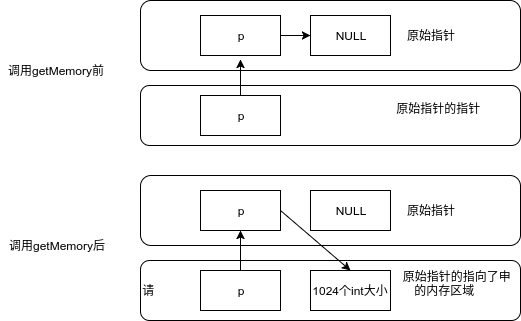 p
NULL
原始指针
调用getMemory前
p
原始指针的指针
p
NULL
原始指针
调用getMemory后
请
p
1024个int大小
原始指针的指向了申
的内存区域